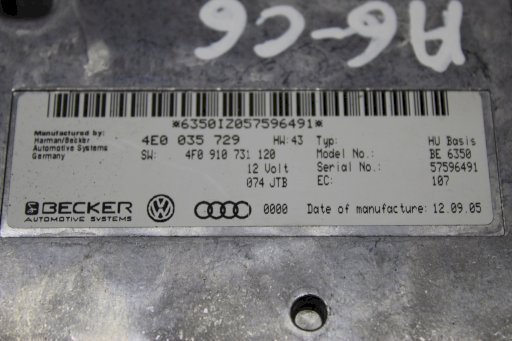 A6-C6
*6350IZ057596491*
Manufactured by:
Harman/Becker
Automotive Systems
Germany
4E0 035 729 HW:43 Typ: HU Basis
SW: 4F0 910 731 120 Model No.: BE 6350
12 Volt Serial No.: 57596491
074 JTB EC: 107
BECKER
AUTOMOTIVE SYSTEMS
0000 Date of manufacture: 12.09.05